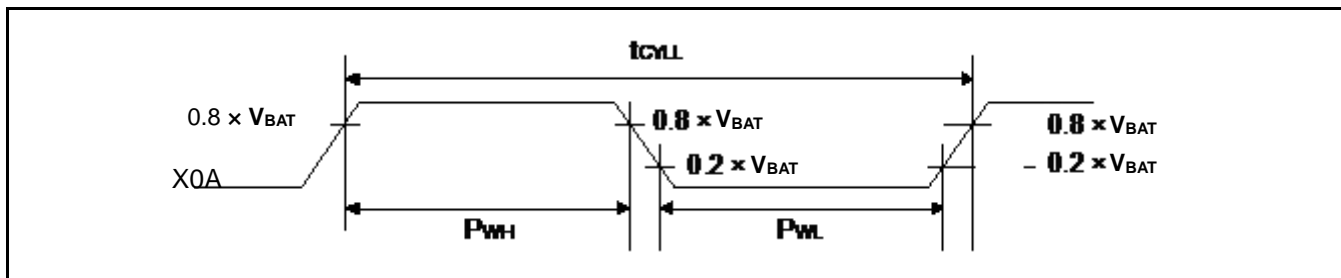 tCYLL
0.8 × VBAT
0.8 × VBAT
0.8 × VBAT
0.2 × VBAT
0.2 × VBAT
X0A
PWH
PWL